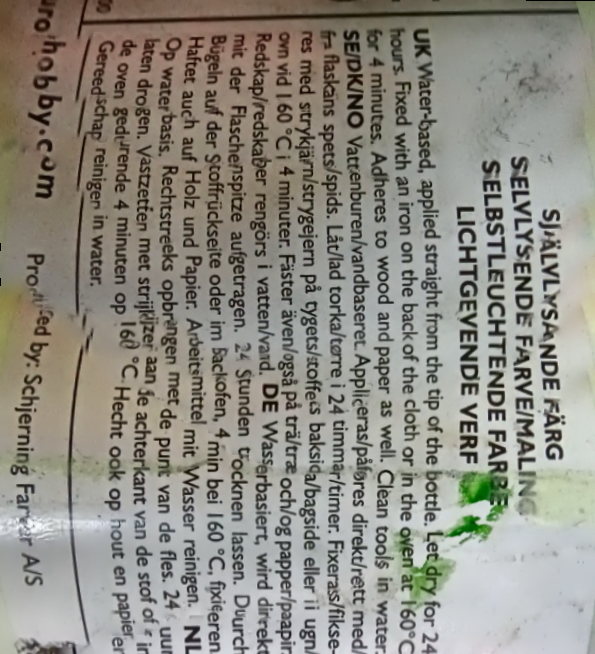 SJÄLVLYSANDE FÄRG
SELVLYSENDE FARVE/MALING
SELBSTLEUCHTENDE FARBE
LICHTGEVENDE VERF
UK Water-based, applied straight from the tip of the bottle. Let dry for 24
hours. Fixed with an iron on the back of the cloth or in the oven at 160°C
for 4 minutes. Adheres to wood and paper as well. Clean tools in water.
SE/DK/NO Vattenburen/vandbaseret. Appliceras/påføres direkt/rett med/
fra flaskans spets/spids. Låt/lad torka/tørre i 24 timmar/timer. Fixeras/fikse-
res med strykjärn/strygejern på tygets/stoffets baksida/bagside eller i ugn/
ovn vid 160 °C i 4 minuter. Fäster även/også på trä/træ och/og papper/papir.
Redskap/redskaber rengörs i vatten/vand. DE Wasserbasiert, wird direkt
mit der Flaschenspitze aufgetragen. 24 Stunden trocknen lassen. Durch
Bügeln auf der Stoffrückseite oder im Backofen, 4 min bei 160 °C, fixieren.
Haftet auch auf Holz und Papier. Arbeitsmittel mit Wasser reinigen. NL
Op waterbasis. Rechtstreeks opbrengen met de punt van de fles. 24 uur
laten drogen. Vastzetten met strijkijzer aan de achterkant van de stof of in
de oven gedurende 4 minuten op 160 °C. Hecht ook op hout en papier en
Gereedschap reinigen in water.
00
rohobby.com
Produced by: Schjerning Farver A/S